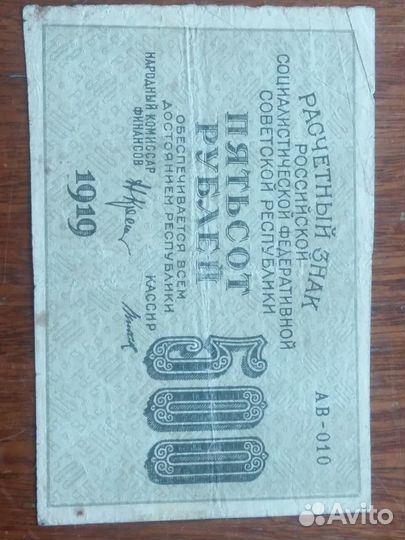 РАСЧЕТНЫЙ ЗНАК
РОССИЙСКОЙ
СОЦИАЛИСТИЧЕСКОЙ ФЕДЕРАТИВНОЙ
СОВЕТСКОЙ РЕСПУБЛИКИ
ПЯТЬСОТ
РУБЛЕЙ
ОБЕСПЕЧИВАЕТСЯ ВСЕМ
ДОСТОЯНИЕМ РЕСПУБЛИКИ
НАРОДНЫЙ КОМИССАР
ФИНАНСОВ
КАССИР
1919
500
АВ-010
Avito